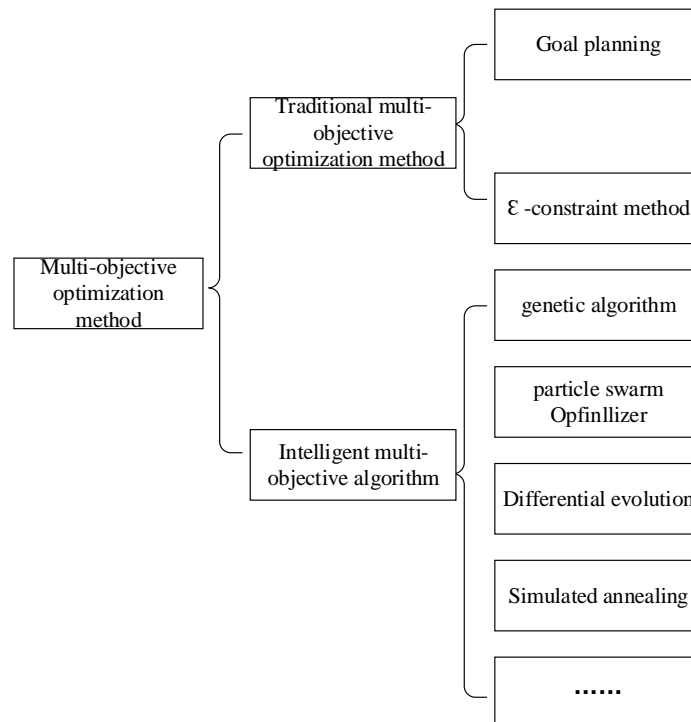 Goal planning
Traditional multi-
objective
optimization method
Ɛ -constraint method
Multi-objective
optimization
method
genetic algorithm
particle swarm
Opfinllizer
Intelligent multi-
objective algorithm
Differential evolution
Simulated annealing
......